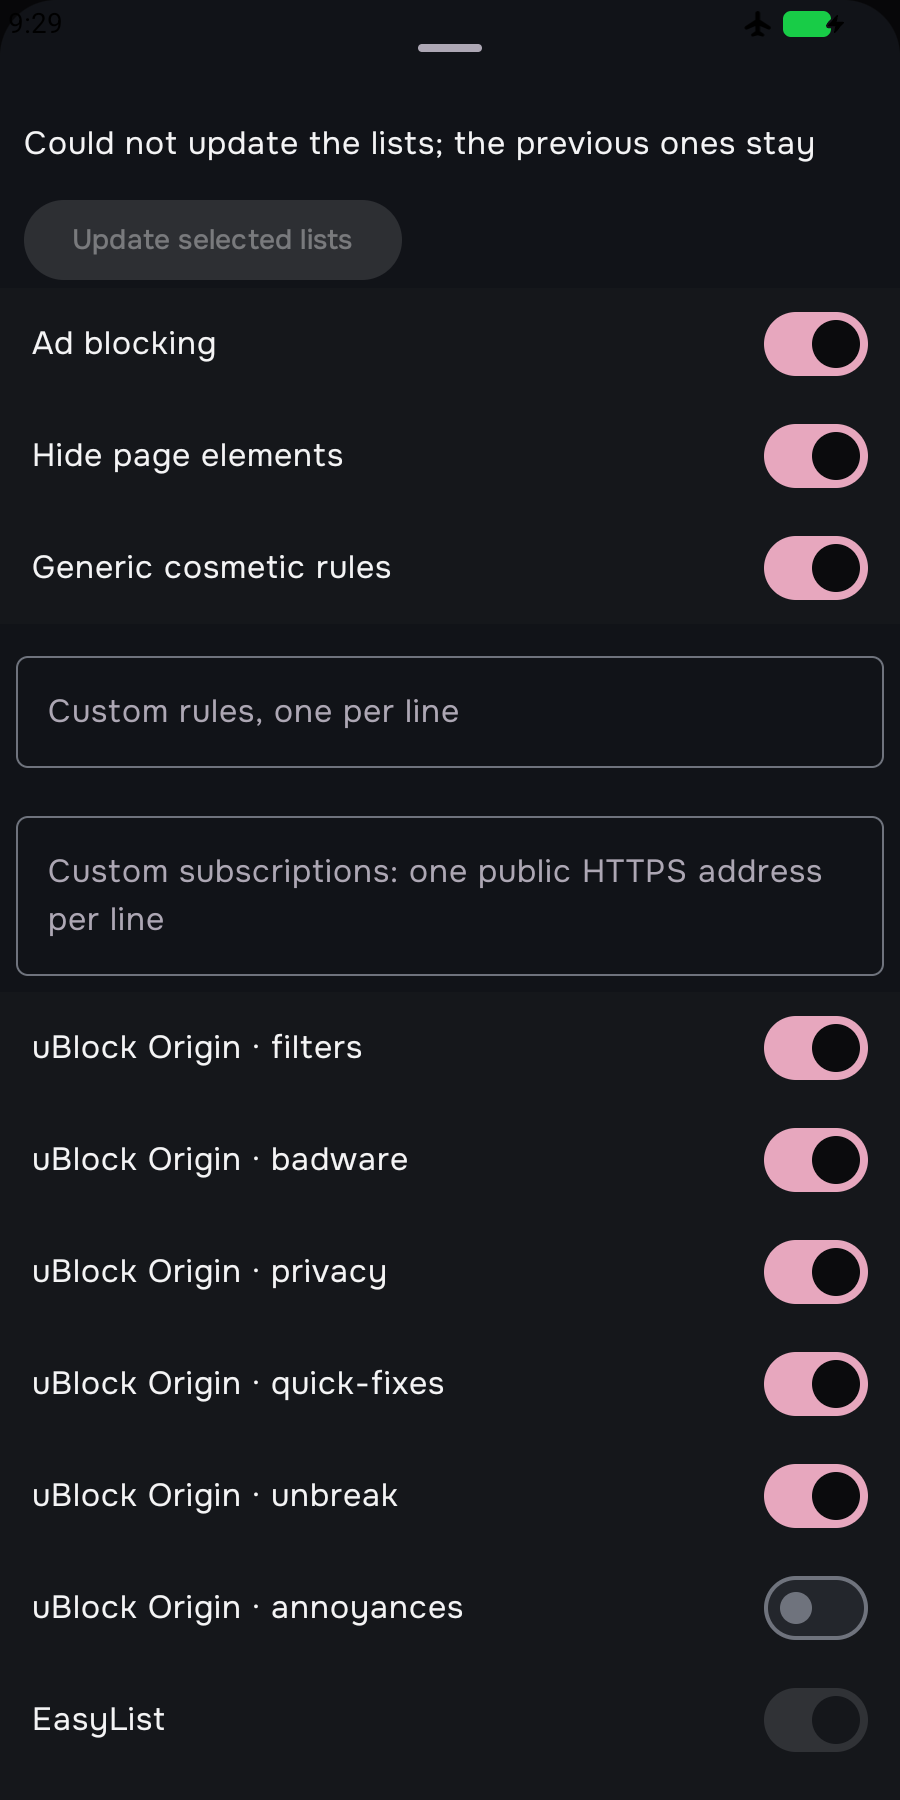 9:29
Could not update the lists; the previous ones stay
Update selected lists
Ad blocking
Hide page elements
Generic cosmetic rules
Custom rules, one per line
Custom subscriptions: one public HTTPS address
per line
uBlock Origin · filters
uBlock Origin · badware
uBlock Origin · privacy
uBlock Origin · quick-fixes
uBlock Origin · unbreak
uBlock Origin · annoyances
EasyList